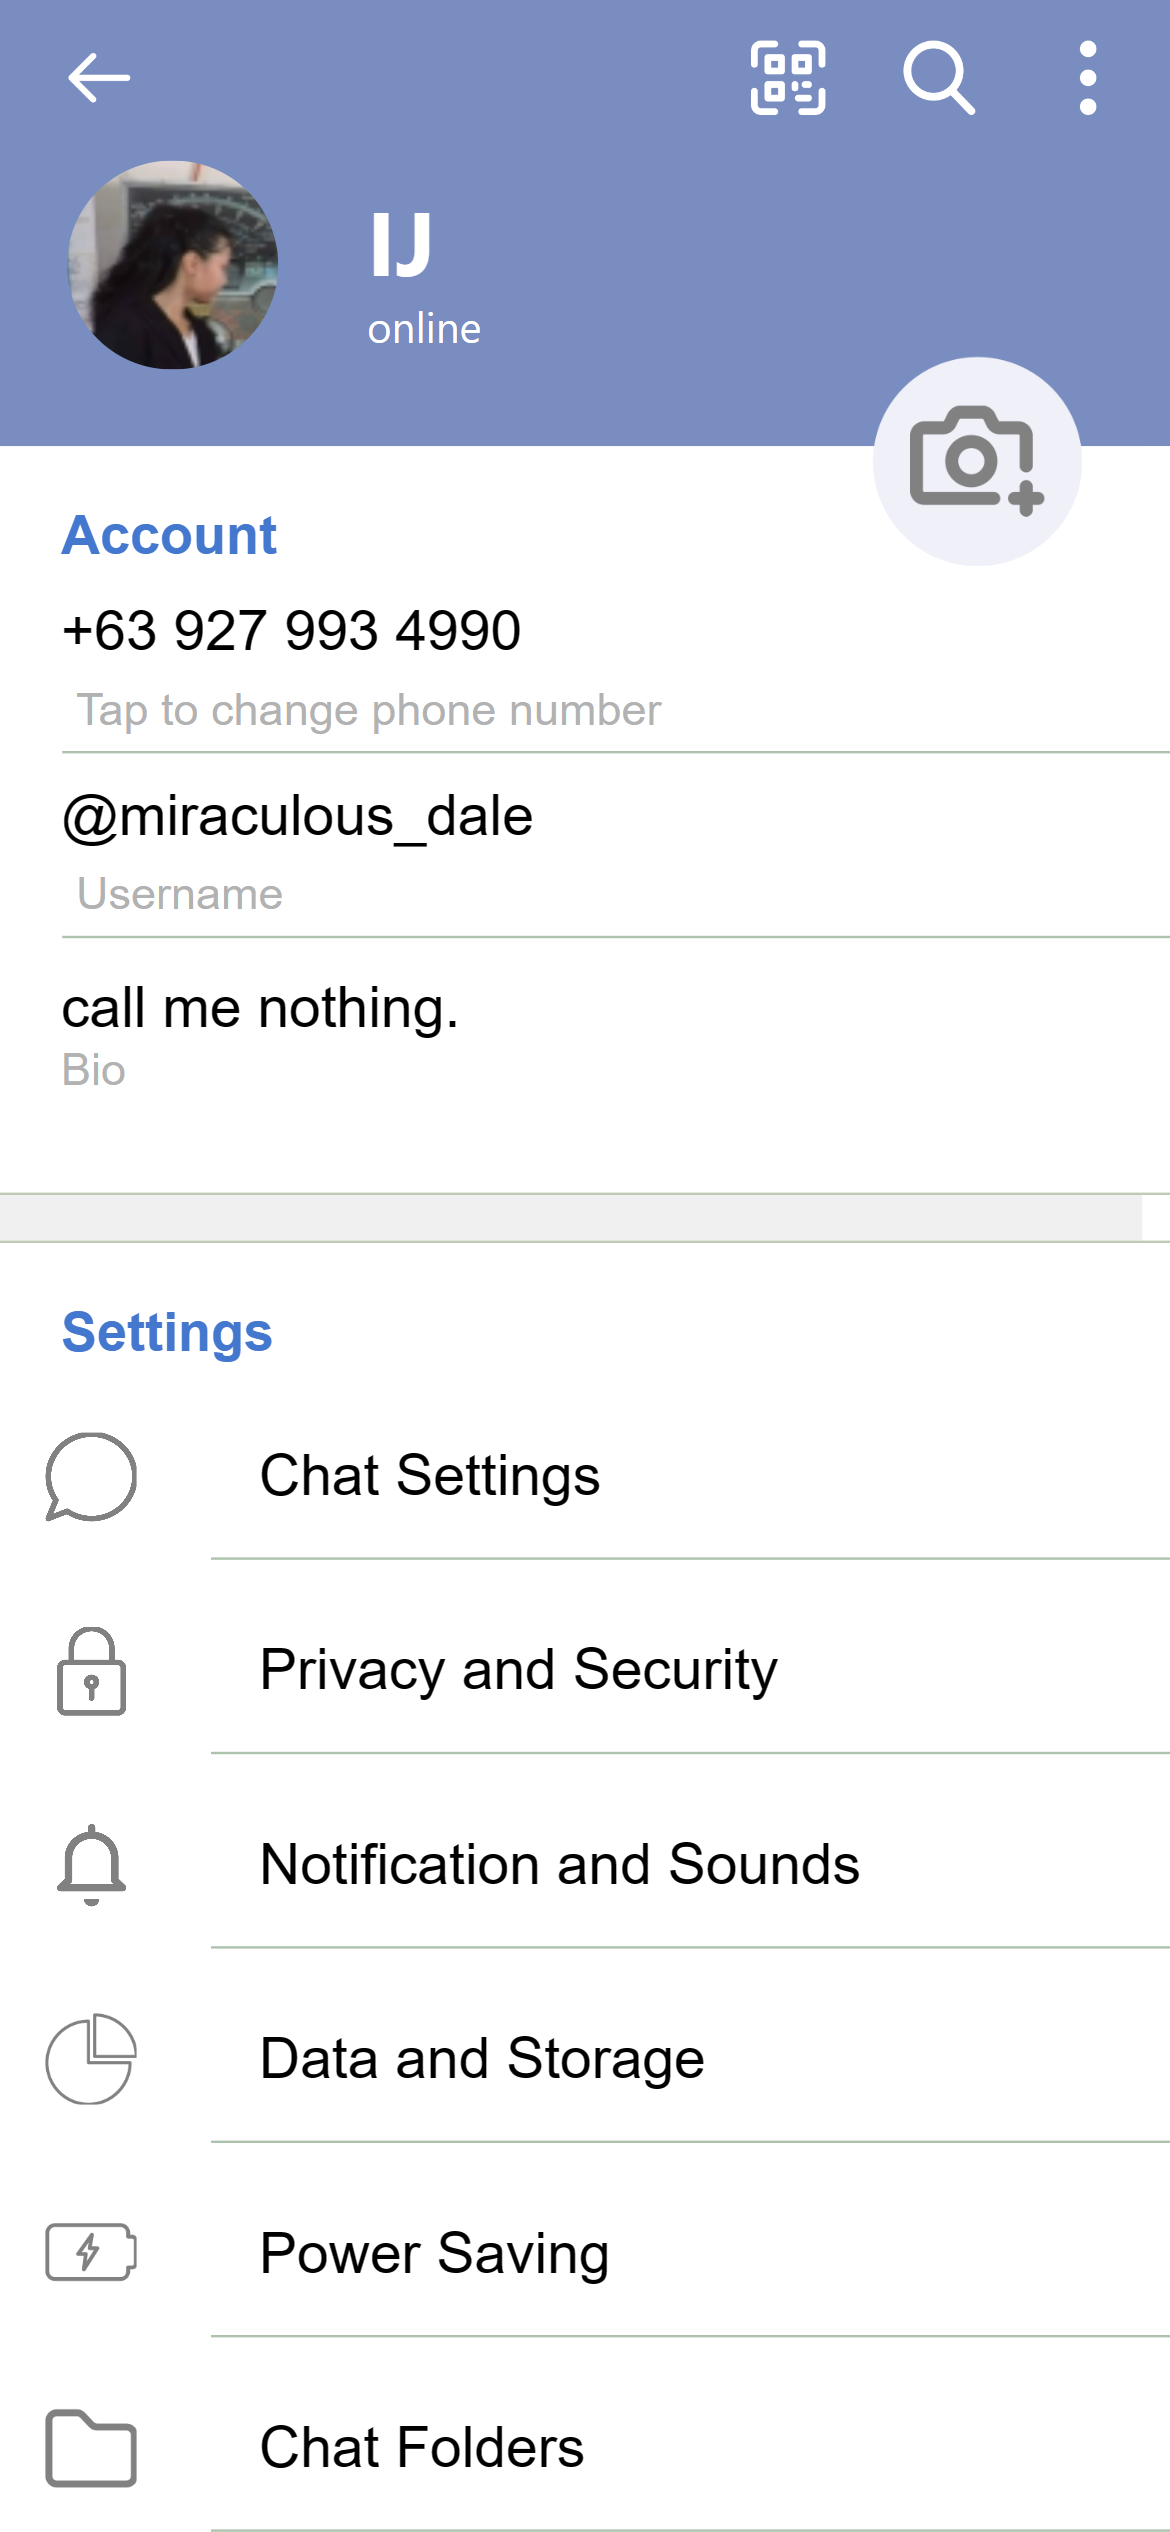 IJ
online
Account
+63 927 993 4990
Tap to change phone number
@miraculous_dale
Username
call me nothing.
Bio
Settings
Chat Settings
Privacy and Security
Notification and Sounds
Data and Storage
Power Saving
Chat Folders